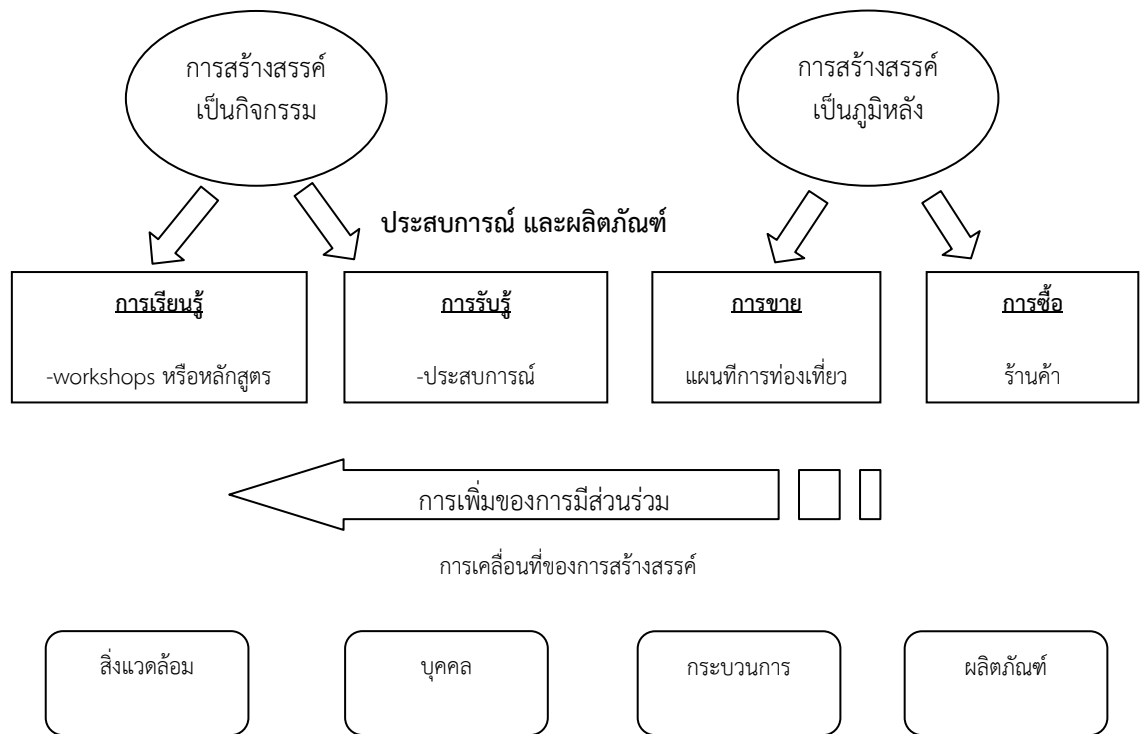 การสร้างสรรค์
เป็นกิจกรรม
การสร้างสรรค์
เป็นภูมิหลัง
ประสบการณ์ และผลิตภัณฑ์
การเรียนรู้
-workshops หรือหลักสูตร
การรับรู้
-ประสบการณ์
การขาย
แผนทีการท่องเที่ยว
การซื้อ
ร้านค้า
การเพิ่มของการมีส่วนร่วม
การเคลื่อนที่ของการสร้างสรรค์
สิ่งแวดล้อม
บุคคล
กระบวนการ
ผลิตภัณฑ์